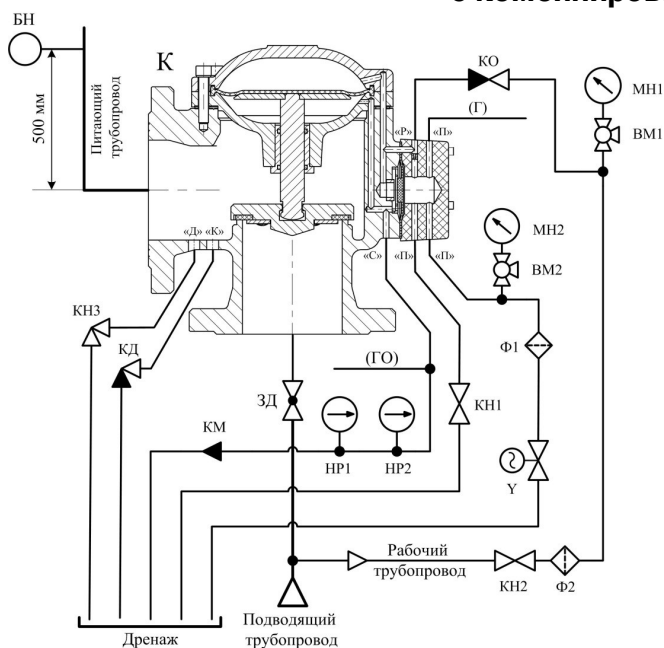 БН
500 мм
Питающий
трубопровод
К
КО
МН1
ВМ1
(Г)
«Р»
«П»
МН2
ВМ2
«Д»
«К»
«С»
«П»
«П»
КН3
КД
(ГО)
Ф1
ЗД
КН1
КМ
НР1
НР2
Y
Рабочий
трубопровод
КН2
Ф2
Подводящий
трубопровод
Дренаж